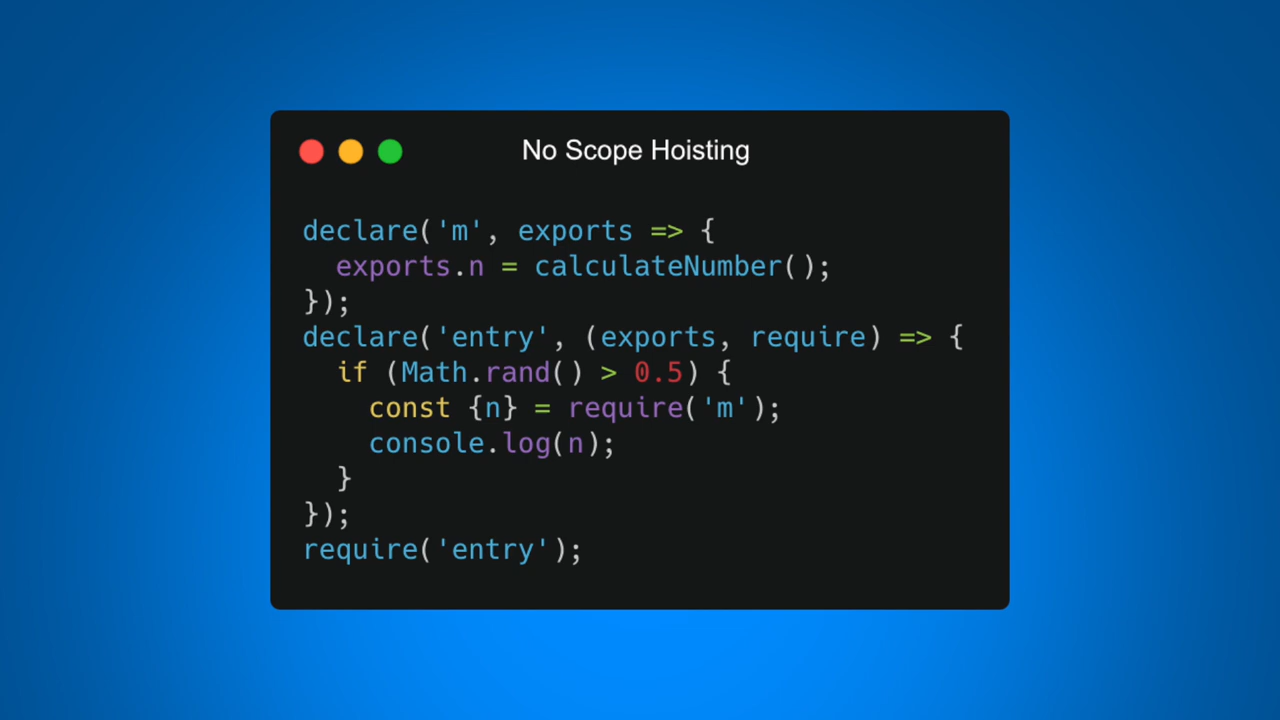 No Scope Hoisting
declare('m', exports => {
  exports.n = calculateNumber();
});
declare('entry', (exports, require) => {
  if (Math.rand() > 0.5) {
    const {n} = require('m');
    console.log(n);
  }
});
require('entry');